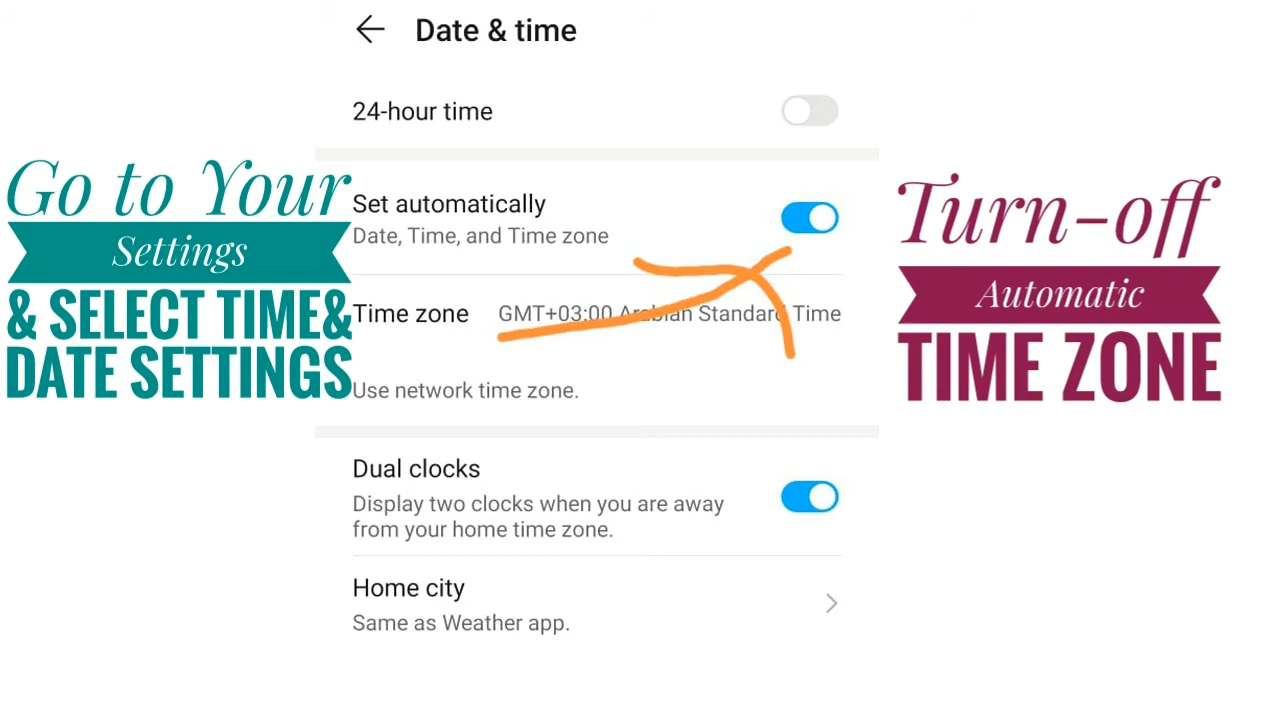 Date & time
24-hour time
Go to Your
Settings
& SELECT TIME&
DATE SETTINGS
Set automatically
Date, Time, and Time zone
Time zone GMT+03:00 Arabian Standard Time
Use network time zone.
Turn-off
Automatic
TIME ZONE
Dual clocks
Display two clocks when you are away
from your home time zone.
Home city
Same as Weather app.